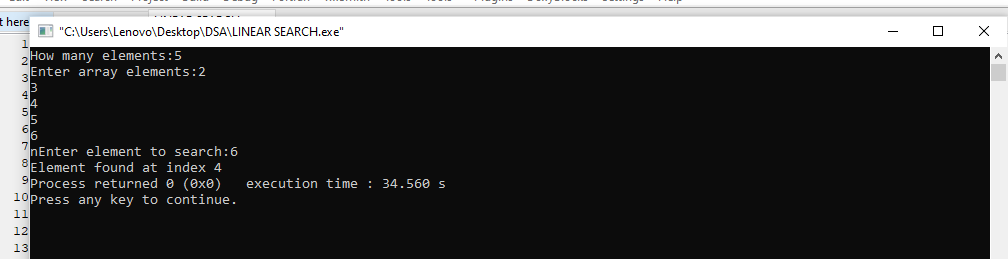 t here
"C:\Users\Lenovo\Desktop\DSA\LINEAR SEARCH.exe"
1
2
3
4
5
6
7
8
9
10
11
12
13
How many elements:5
Enter array elements:2
3
4
5
6
nEnter element to search:6
Element found at index 4
Process returned 0 (0x0)   execution time : 34.560 s
Press any key to continue.